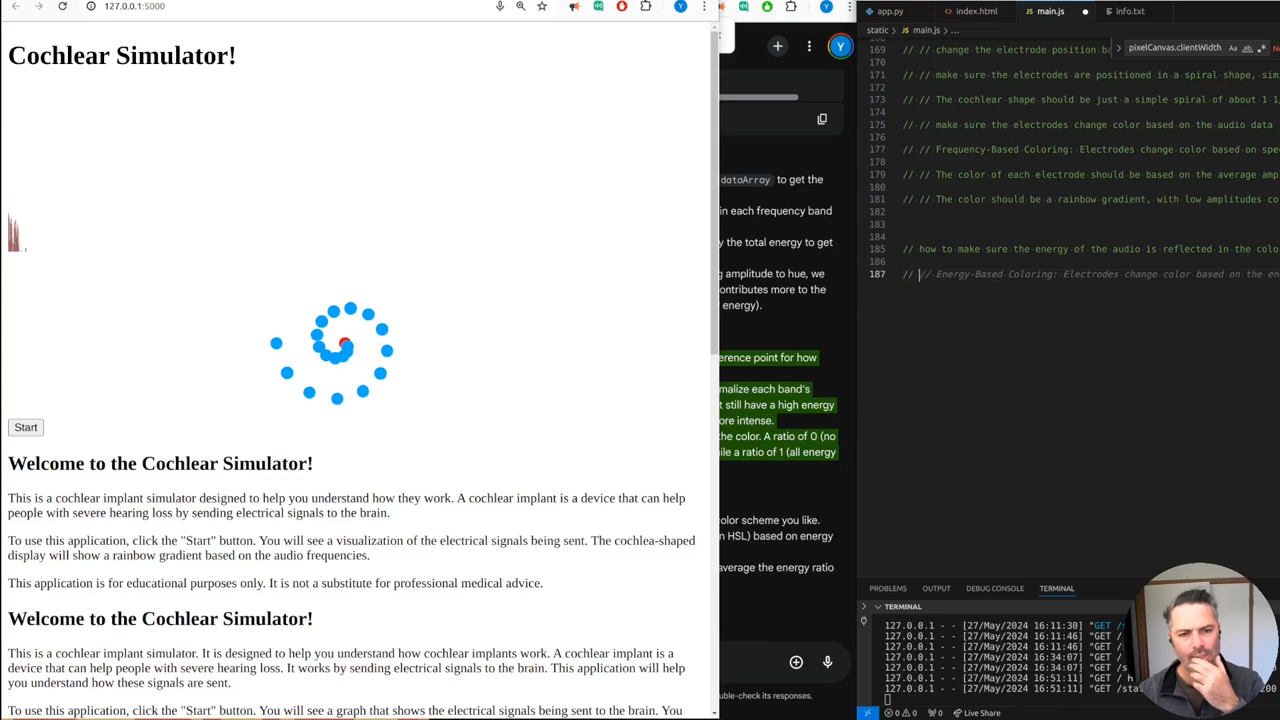 127.0.0.1:5000
Cochlear Simulator!
Start
Welcome to the Cochlear Simulator!
This is a cochlear implant simulator designed to help you understand how they work. A cochlear implant is a device that can help
people with severe hearing loss by sending electrical signals to the brain.
To use this application, click the "Start" button. You will see a visualization of the electrical signals being sent. The cochlea-shaped
display will show a rainbow gradient based on the audio frequencies.
This application is for educational purposes only. It is not a substitute for professional medical advice.
Welcome to the Cochlear Simulator!
This is a cochlear implant simulator. It is designed to help you understand how cochlear implants work. A cochlear implant is a
device that can help people with severe hearing loss. It works by sending electrical signals to the brain. This application will help
you understand how these signals are sent.
To use this application, click the "Start" button. You will see a graph that shows the electrical signals being sent to the brain. You
Y
Y
Y
dataArray to get the
in each frequency band
y the total energy to get
g amplitude to hue, we
ontributes more to the
l energy).
erence point for how
malize each band's
t still have a high energy
ore intense.
the color. A ratio of 0 (no
ile a ratio of 1 (all energy
color scheme you like.
n HSL) based on energy
average the energy ratio
uble-check its responses.
app.py
index.html
main.js
info.txt
static > main.js > ...
pixelCanvas.clientWidth
169 // // change the electrode position ba
170
171 // // make sure the electrodes are positioned in a spiral shape, sim
172
173 // // The cochlear shape should be just a simple spiral of about 1 1/
174
175 // // make sure the electrodes change color based on the audio data
176
177 // // Frequency-Based Coloring: Electrodes change color based on spe
178
179 // // The color of each electrode should be based on the average amp
180
181 // // The color should be a rainbow gradient, with low amplitudes co
182
183
184
185 // how to make sure the energy of the audio is reflected in the colo
186
187 // // Energy-Based Coloring: Electrodes change color based on the en
PROBLEMS OUTPUT DEBUG CONSOLE TERMINAL
TERMINAL
127.0.0.1 - - [27/May/2024 16:11:30] "GET /
127.0.0.1 - - [27/May/2024 16:11:46] "GET /
127.0.0.1 - - [27/May/2024 16:11:46] "GET /
127.0.0.1 - - [27/May/2024 16:34:07] "GET /
127.0.0.1 - - [27/May/2024 16:34:07] "GET /s
127.0.0.1 - - [27/May/2024 16:51:11] "GET / H
127.0.0.1 - - [27/May/2024 16:51:11] "GET /sta 200
0 0 0 Live Share